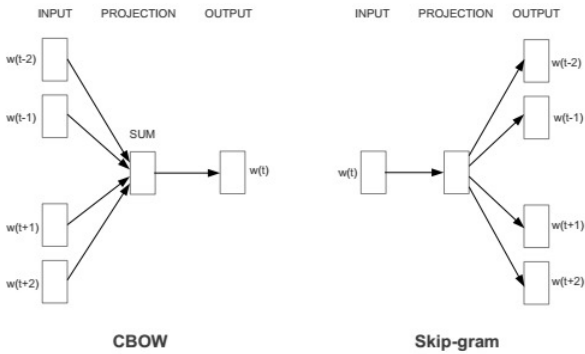 INPUT PROJECTION OUTPUT
w(t-2)
w(t-1)
SUM
w(t)
w(t+1)
w(t+2)
CBOW
INPUT PROJECTION OUTPUT
w(t-2)
w(t-1)
w(t)
w(t+1)
w(t+2)
Skip-gram